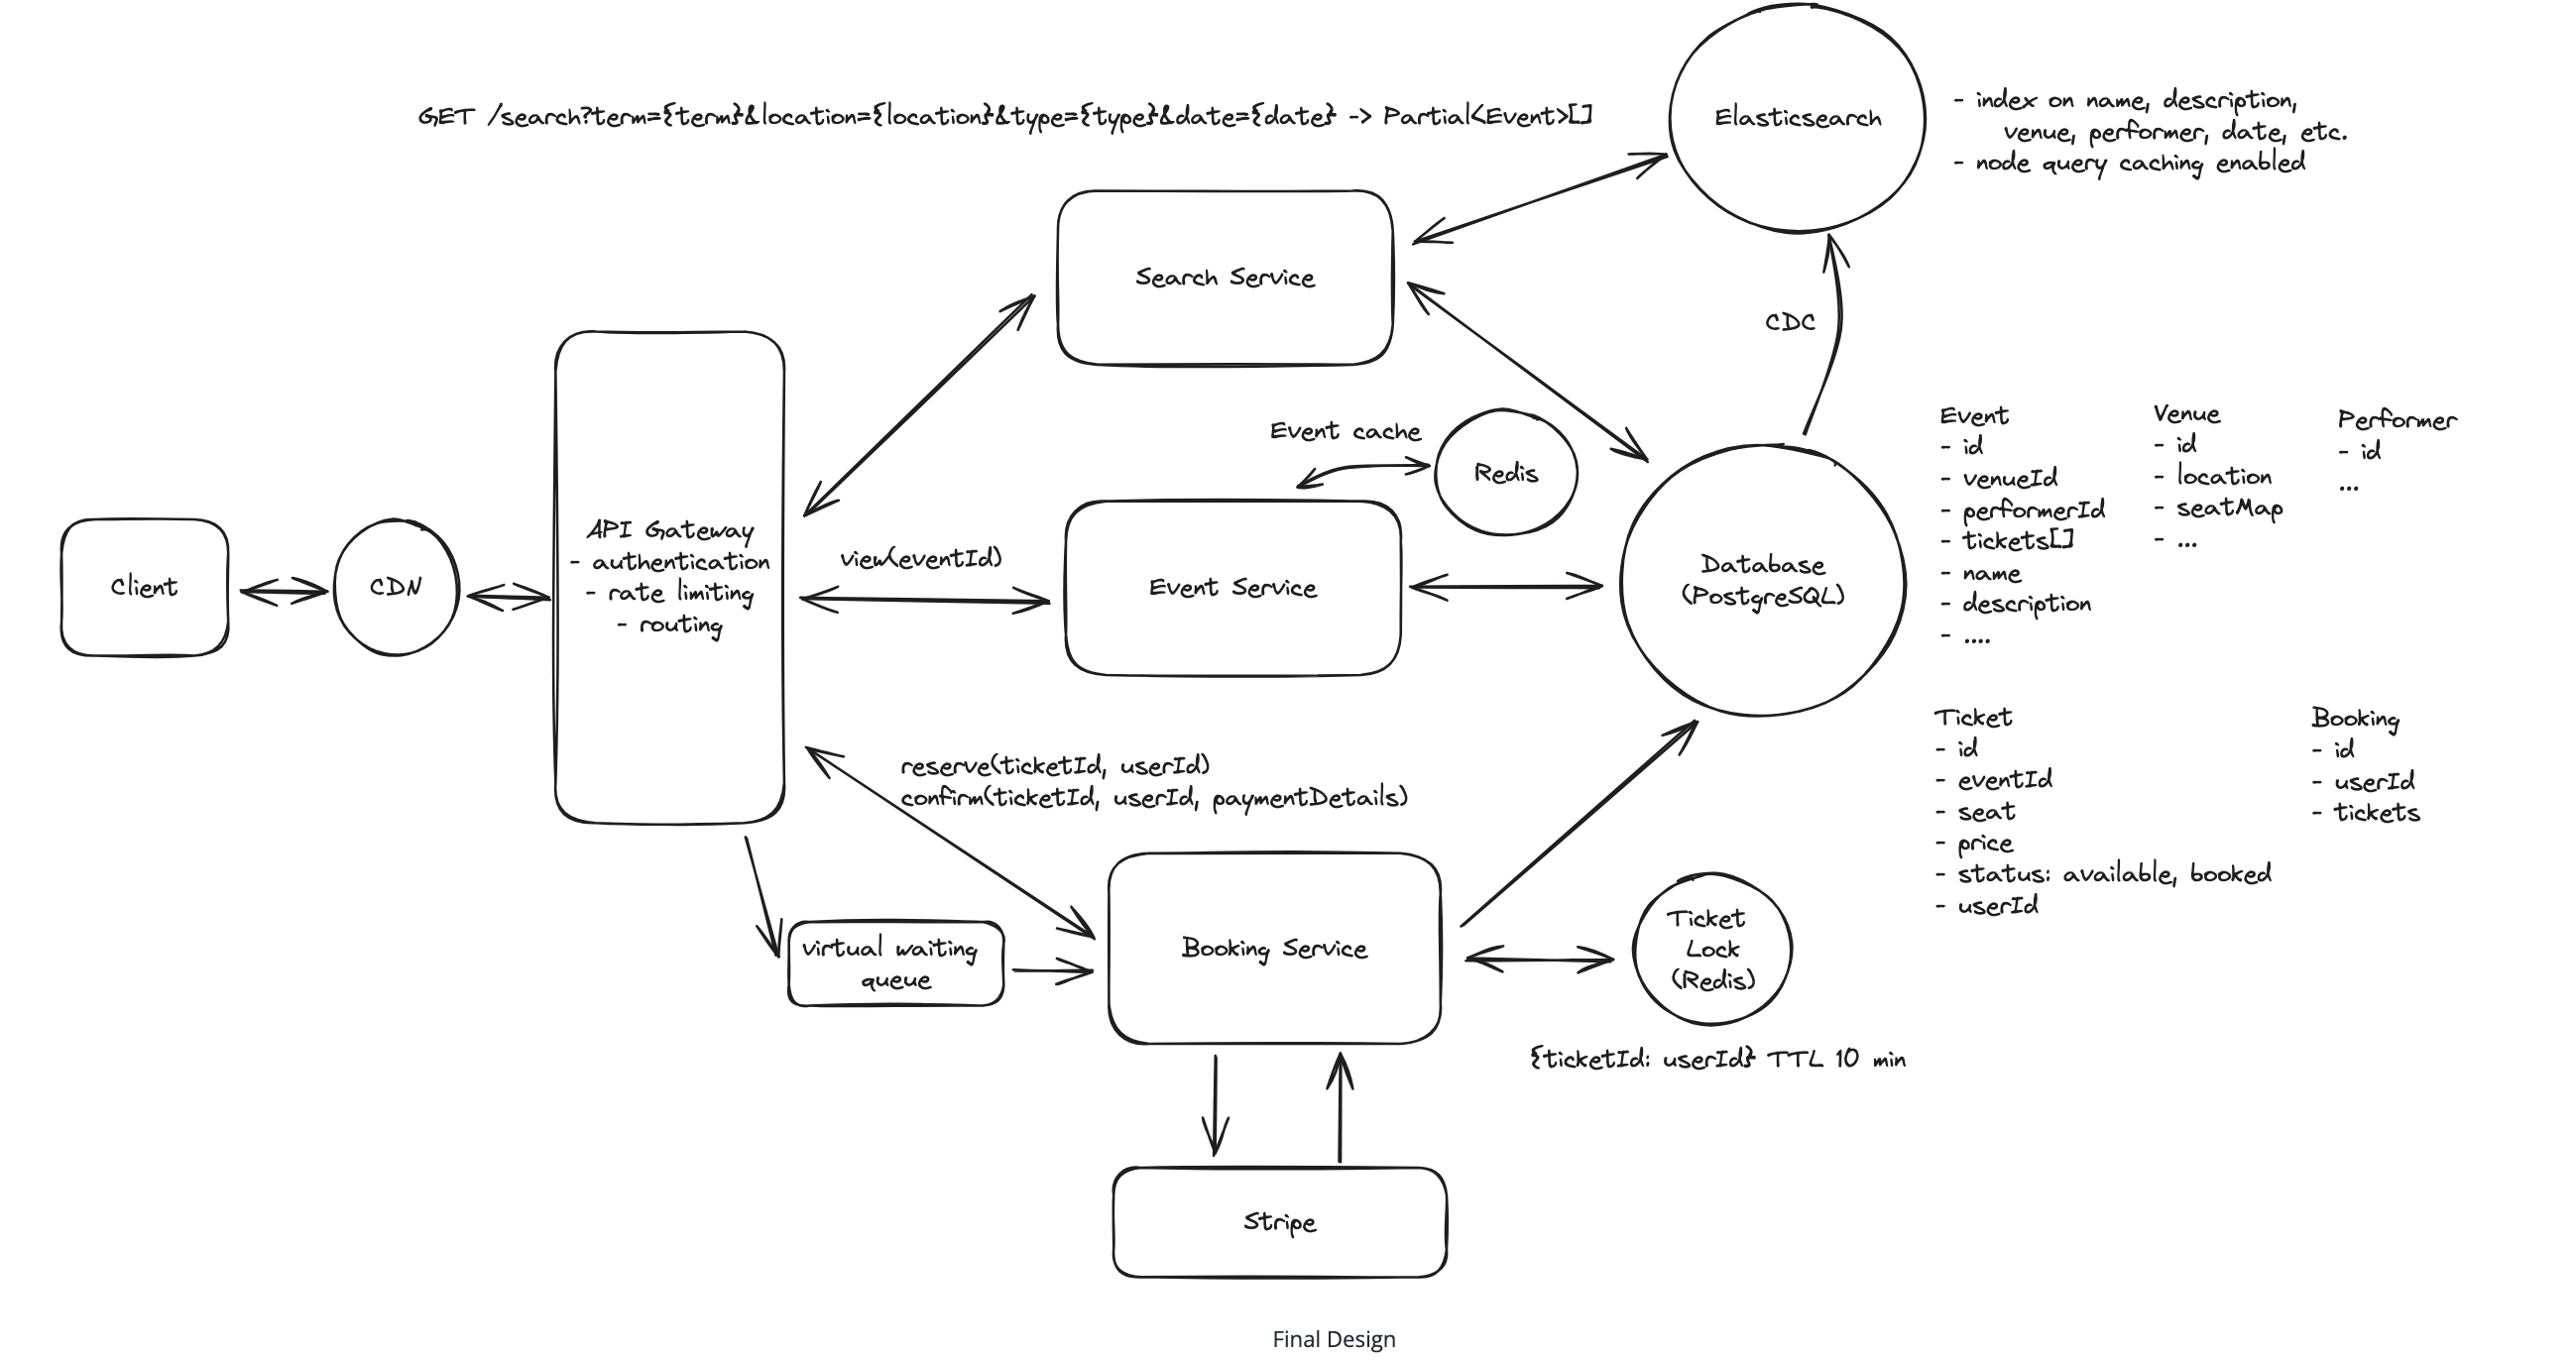 GET /search?term={term}&location={location}&type={type}&date={date} -> Partial<Event>[]
Elasticsearch
- index on name, description,
venue, performer, date, etc.
- node query caching enabled
Search Service
CDC
Event cache
Redis
Client
CDN
API Gateway
- authentication
- rate limiting
- routing
view(eventId)
Event Service
Database
(PostgreSQL)
Event
- id
- venueId
- performerId
- tickets[]
- name
- description
- ....
Venue
- id
- location
- seatMap
- ...
Performer
- id
...
reserve(ticketId, userId)
confirm(ticketId, userId, paymentDetails)
virtual waiting
queue
Booking Service
Ticket
Lock
(Redis)
{ticketId: userId} TTL 10 min
Ticket
- id
- eventId
- seat
- price
- status: available, booked
- userId
Booking
- id
- userId
- tickets
Stripe
Final Design